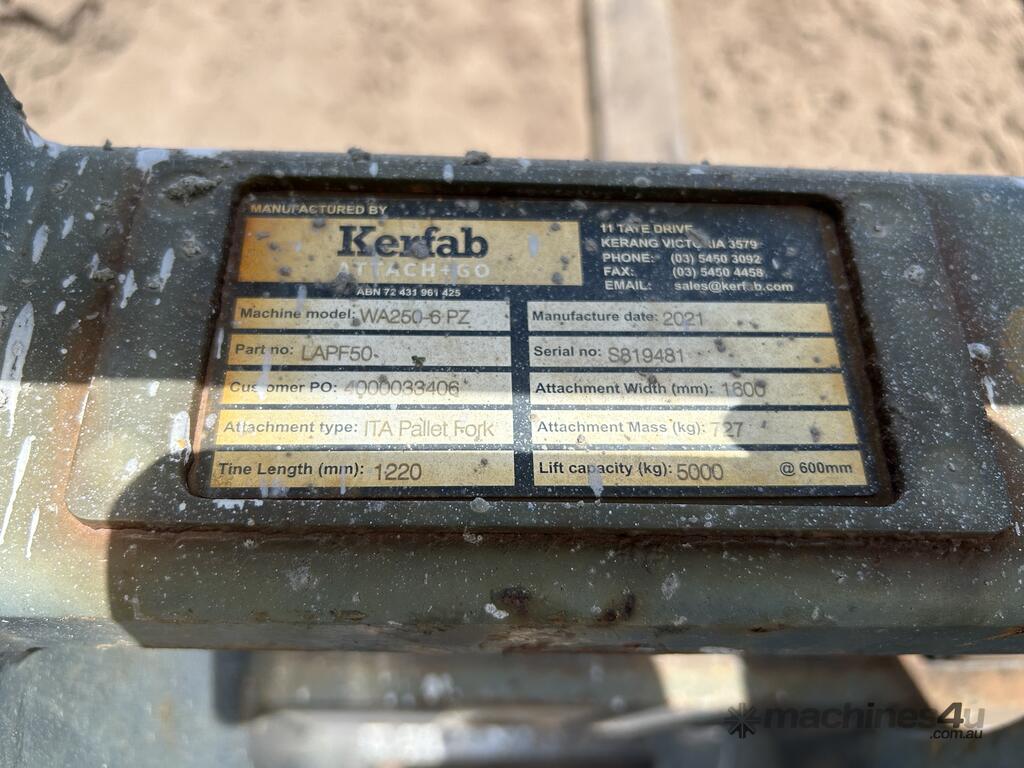 MANUFACTURED BY
Kerfab
ATTACH+GO
ABN 72 431 961 425
11 TATE DRIVE
KERANG VICTORIA 3579
PHONE: (03) 5450 3092
FAX: (03) 5450 4458
EMAIL: sales@kerfab.com
Machine model: WA250-6 PZ
Manufacture date: 2021
Part no: LAPF50
Serial no: S819481
Customer PO: 4000033406
Attachment Width (mm): 1600
Attachment type: ITA Pallet Fork
Attachment Mass (kg): 727
Tine Length (mm): 1220
Lift capacity (kg): 5000 @ 600mm
machines4u
.com.au